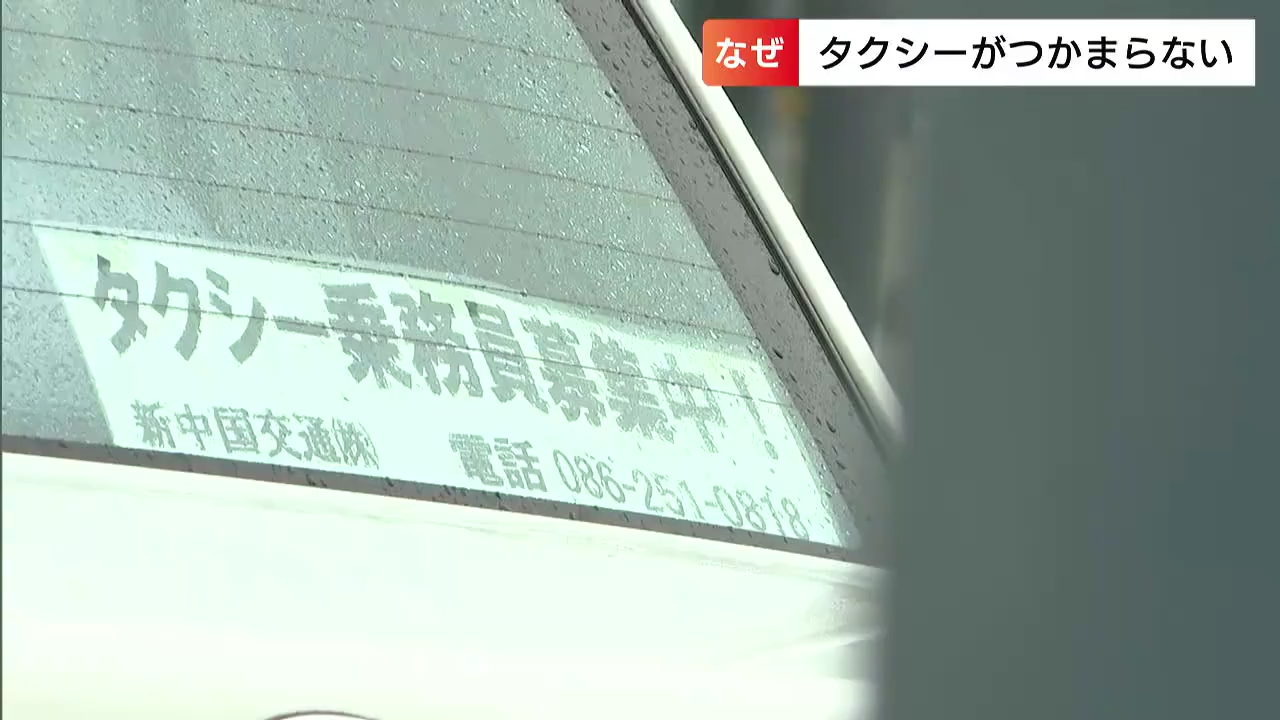 なぜ タクシーがつかまらない
タクシー乗務員募集中!
新中国交通㈱ 電話 086-251-0818